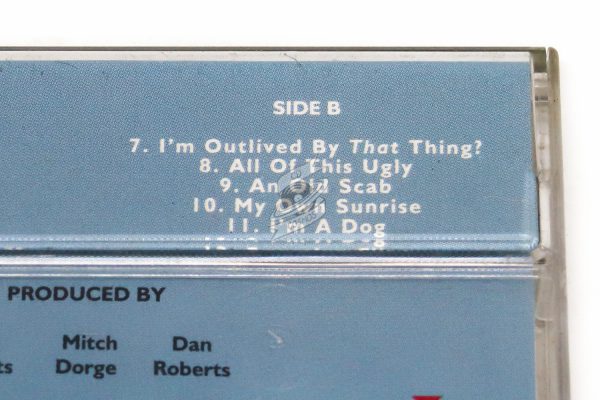 SIDE B
7. I'm Outlived By That Thing?
8. All Of This Ugly
9. An Old Scab
10. My Own Sunrise
11. I'm A Dog
PRODUCED BY
Mitch Dan
Dorge Roberts